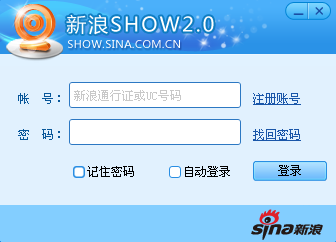 新浪SHOW2.0
SHOW.SINA.COM.CN
帐 号：新浪通行证或UC号码 注册账号
密 码： 找回密码
记住密码 自动登录 登录
sina新浪